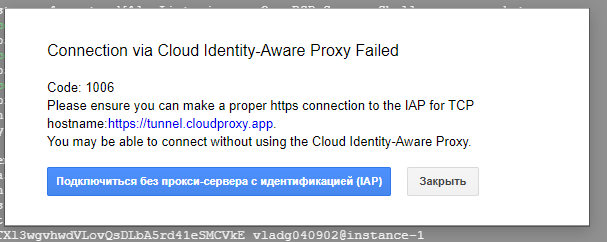 Connection via Cloud Identity-Aware Proxy Failed
Code: 1006
Please ensure you can make a proper https connection to the IAP for TCP
hostname:https://tunnel.cloudproxy.app.
You may be able to connect without using the Cloud Identity-Aware Proxy.
Подключиться без прокси-сервера с идентификацией (IAP) Закрыть
vladg040902@instance-1